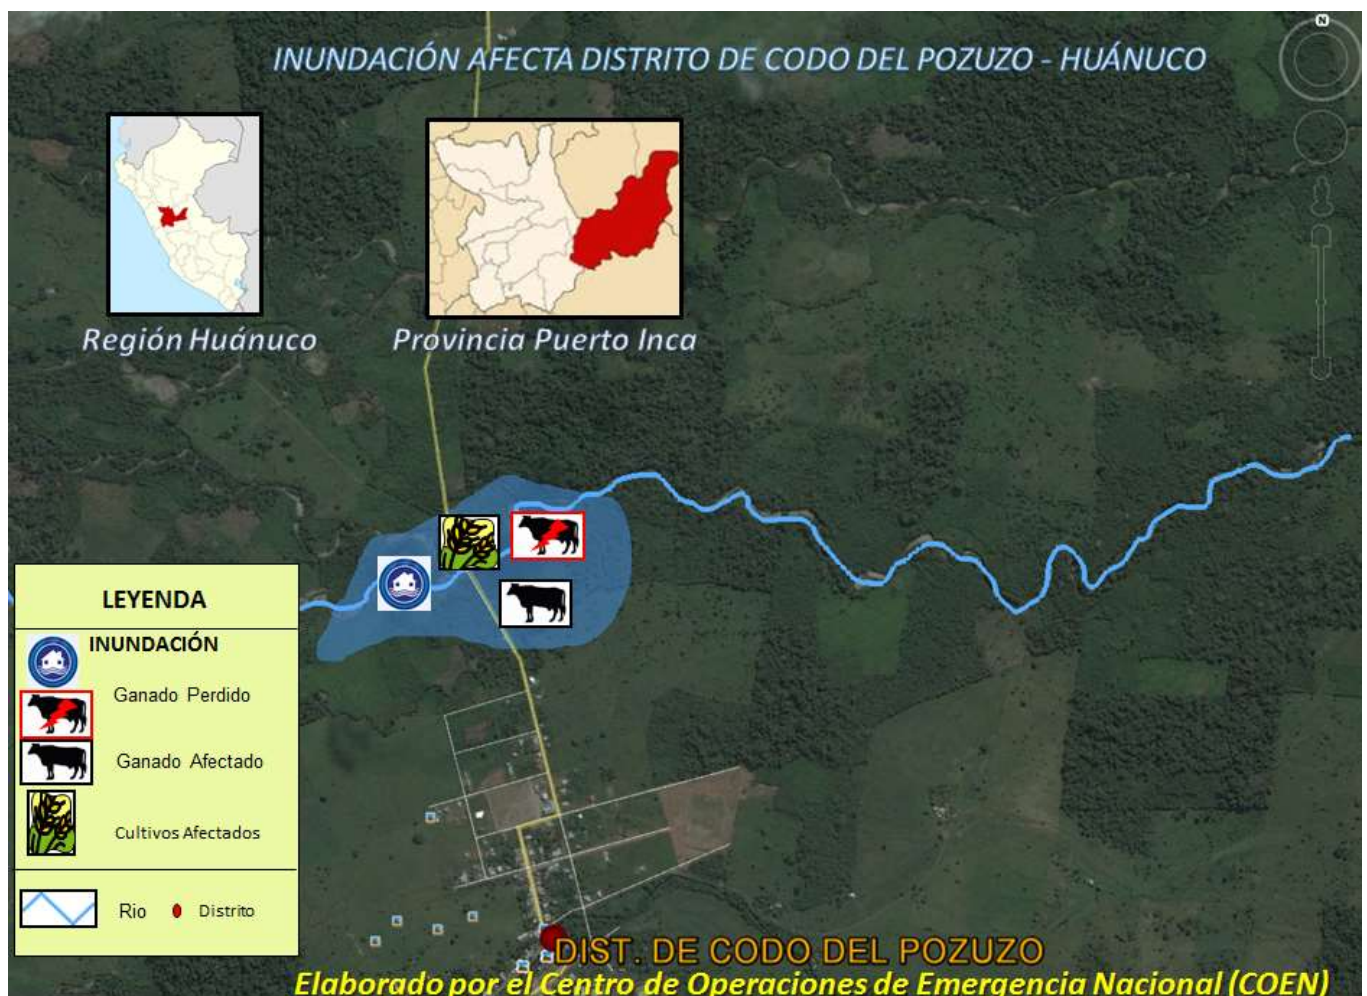 INUNDACIÓN AFECTA DISTRITO DE CODO DEL POZUZO - HUÁNUCO
N
Región Huánuco
Provincia Puerto Inca
LEYENDA
INUNDACIÓN
Ganado Perdido
Ganado Afectado
Cultivos Afectados
Rio
Distrito
DIST. DE CODO DEL POZUZO
Elaborado por el Centro de Operaciones de Emergencia Nacional (COEN)